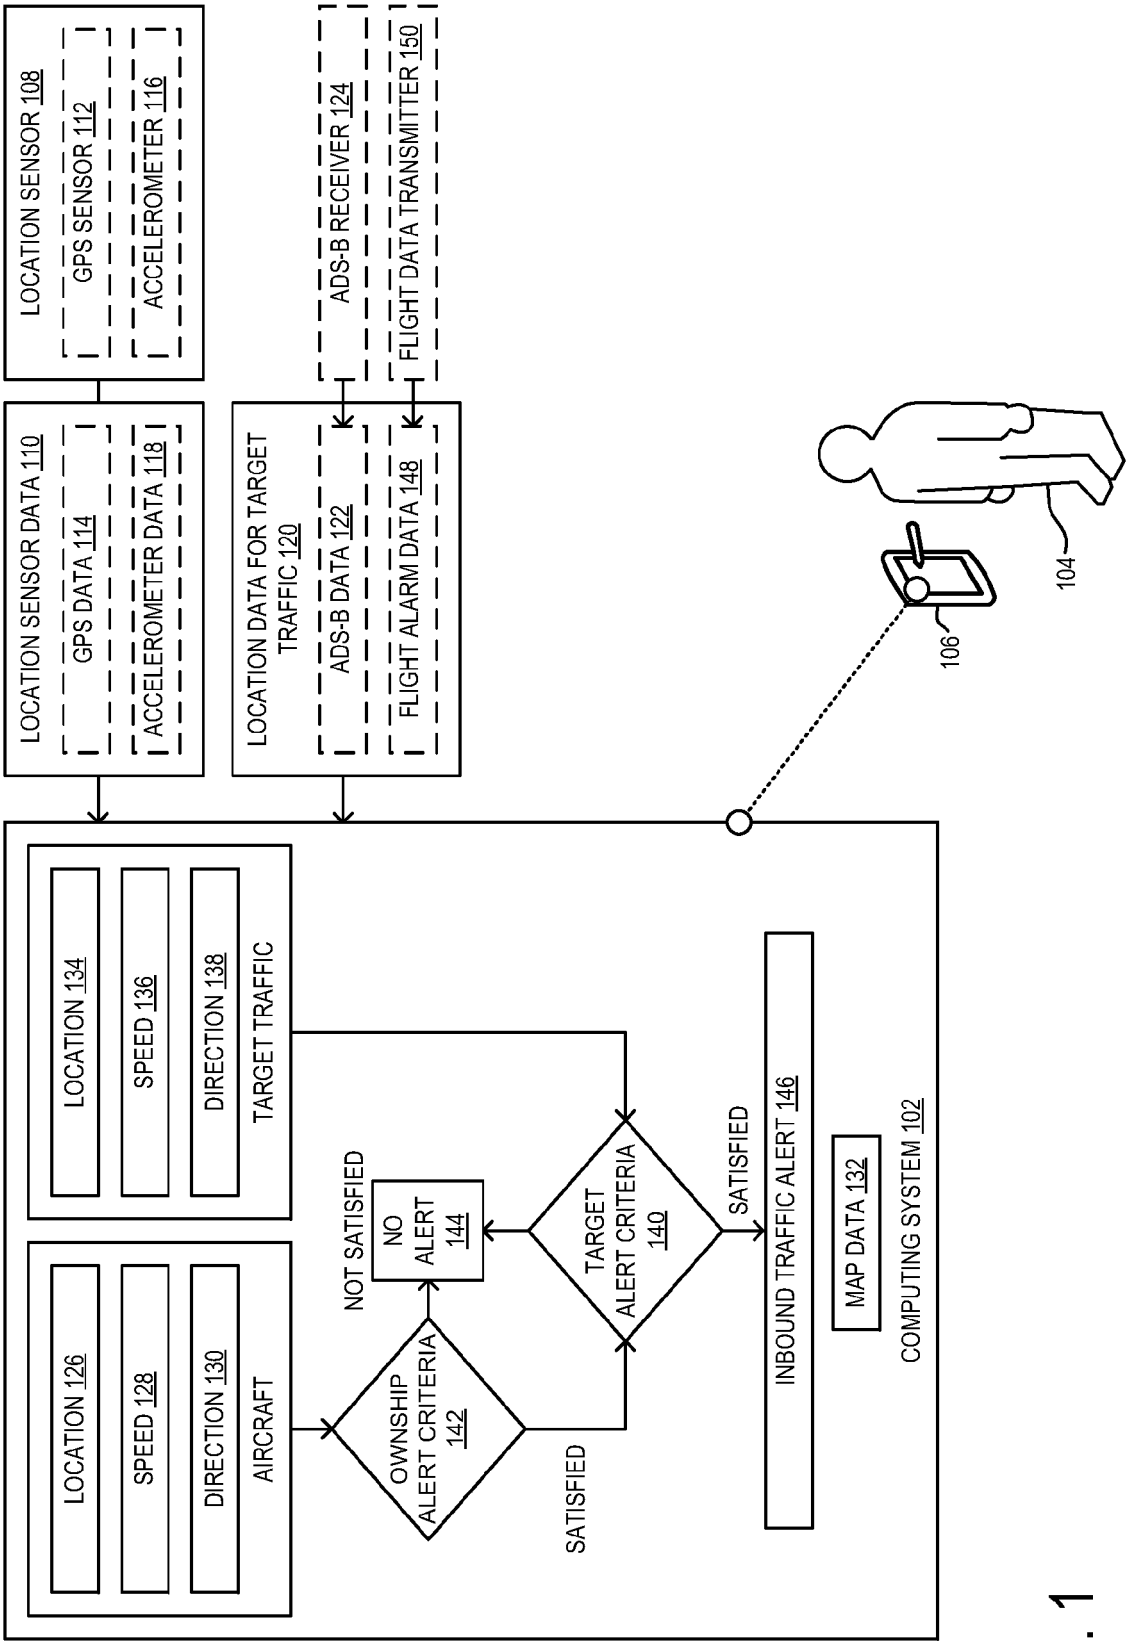 LOCATION 126
SPEED 128
DIRECTION 130
AIRCRAFT
LOCATION 134
SPEED 136
DIRECTION 138
TARGET TRAFFIC
OWNSHIP
ALERT CRITERIA
142
NOT SATISFIED
NO
ALERT
144
SATISFIED
TARGET
ALERT CRITERIA
140
SATISFIED
INBOUND TRAFFIC ALERT 146
MAP DATA 132
COMPUTING SYSTEM 102
LOCATION SENSOR DATA 110
GPS DATA 114
ACCELEROMETER DATA 118
LOCATION SENSOR 108
GPS SENSOR 112
ACCELEROMETER 116
LOCATION DATA FOR TARGET
TRAFFIC 120
ADS-B DATA 122
FLIGHT ALARM DATA 148
ADS-B RECEIVER 124
FLIGHT DATA TRANSMITTER 150
106
104
. 1